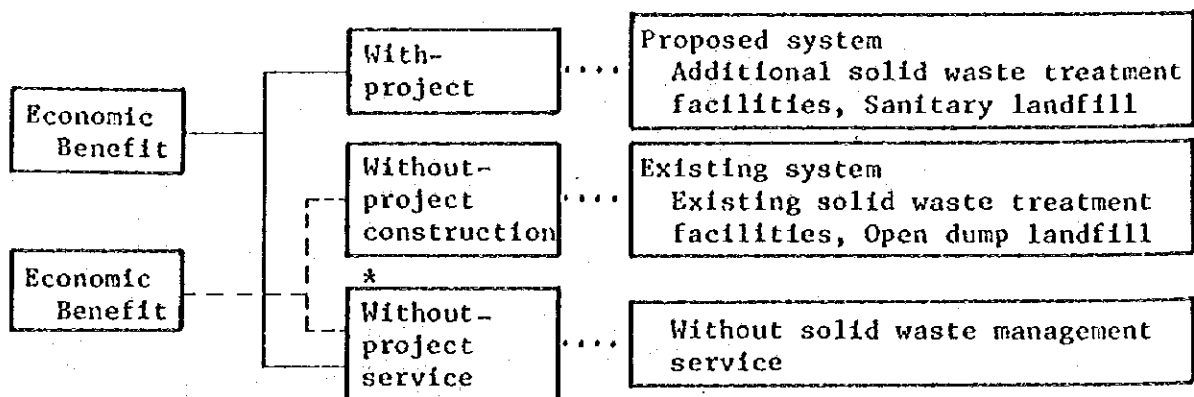 Economic
Benefit
Economic
Benefit
With-
project
Without-
project
construction
*
Without-
project
service
Proposed system
Additional solid waste treatment
facilities, Sanitary landfill
Existing system
Existing solid waste treatment
facilities, Open dump landfill
Without solid waste management
service